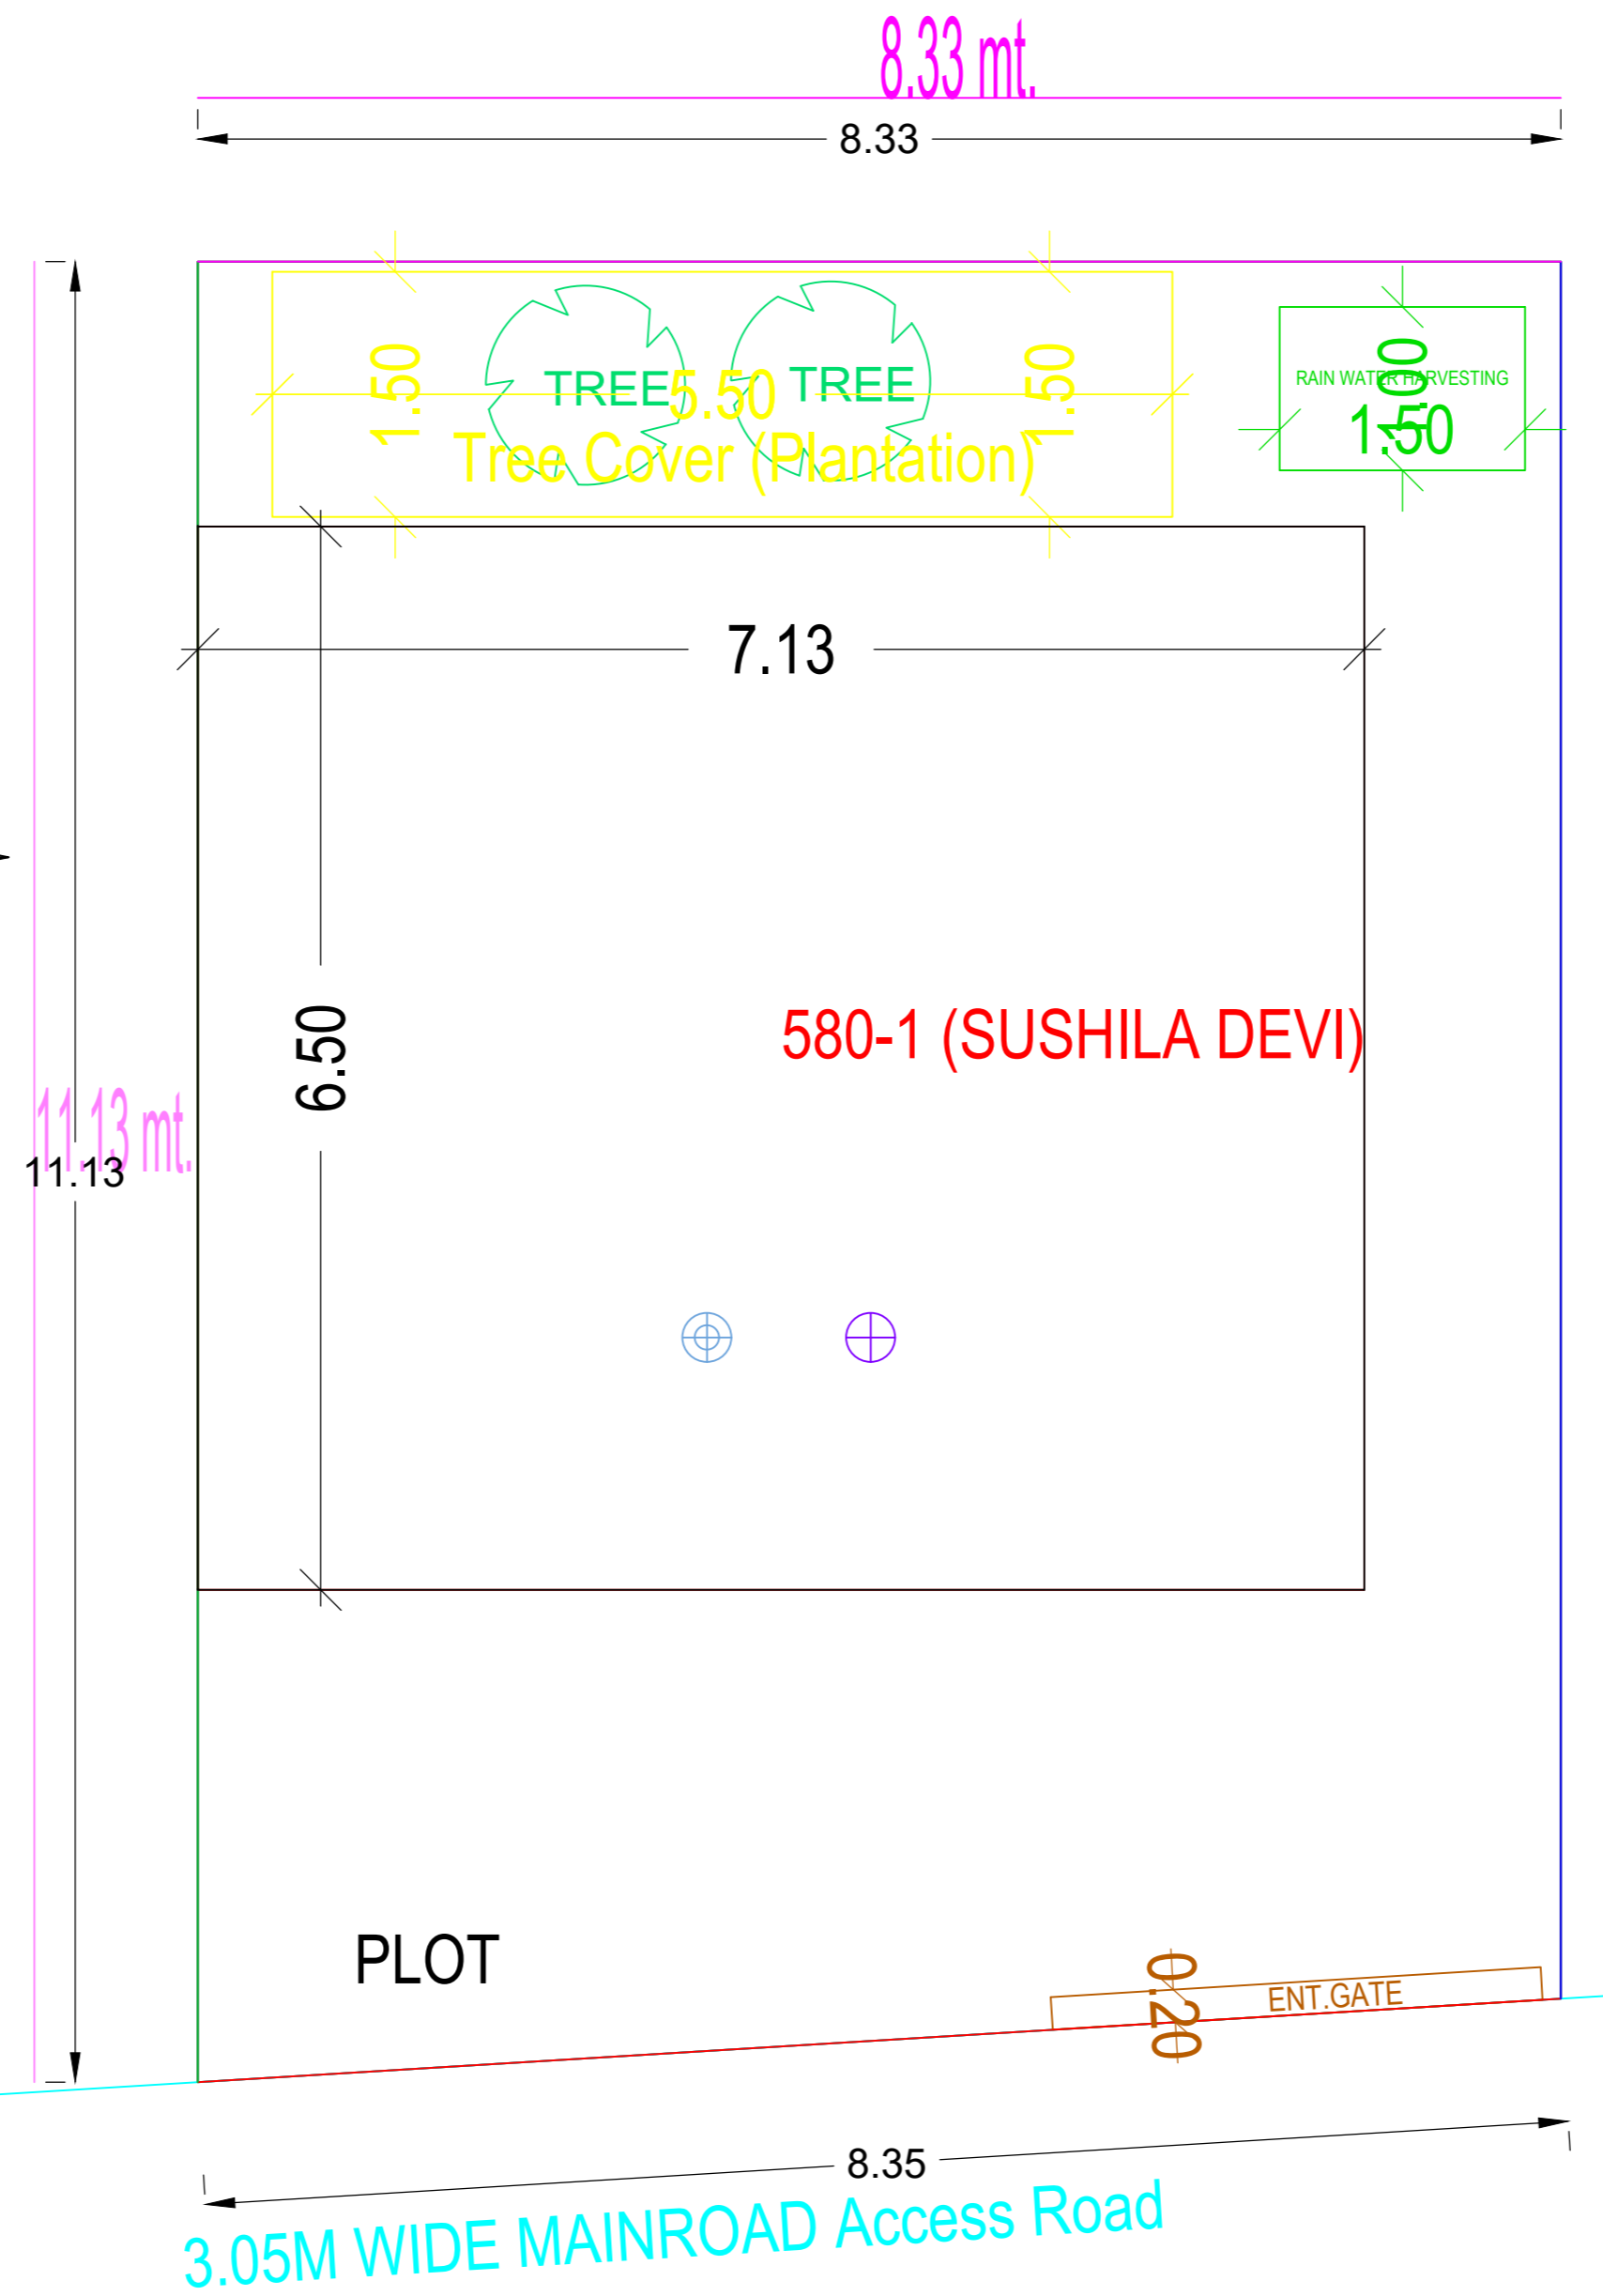 8.33 mt.
8.33
1.50
TREE
5.50
TREE
1.50
Tree Cover (Plantation)
RAIN WATER HARVESTING
1.00
1.50
7.13
6.50
580-1 (SUSHILA DEVI)
11.13 mt.
11.13
PLOT
0.20
ENT.GATE
8.35
3.05M WIDE MAINROAD Access Road